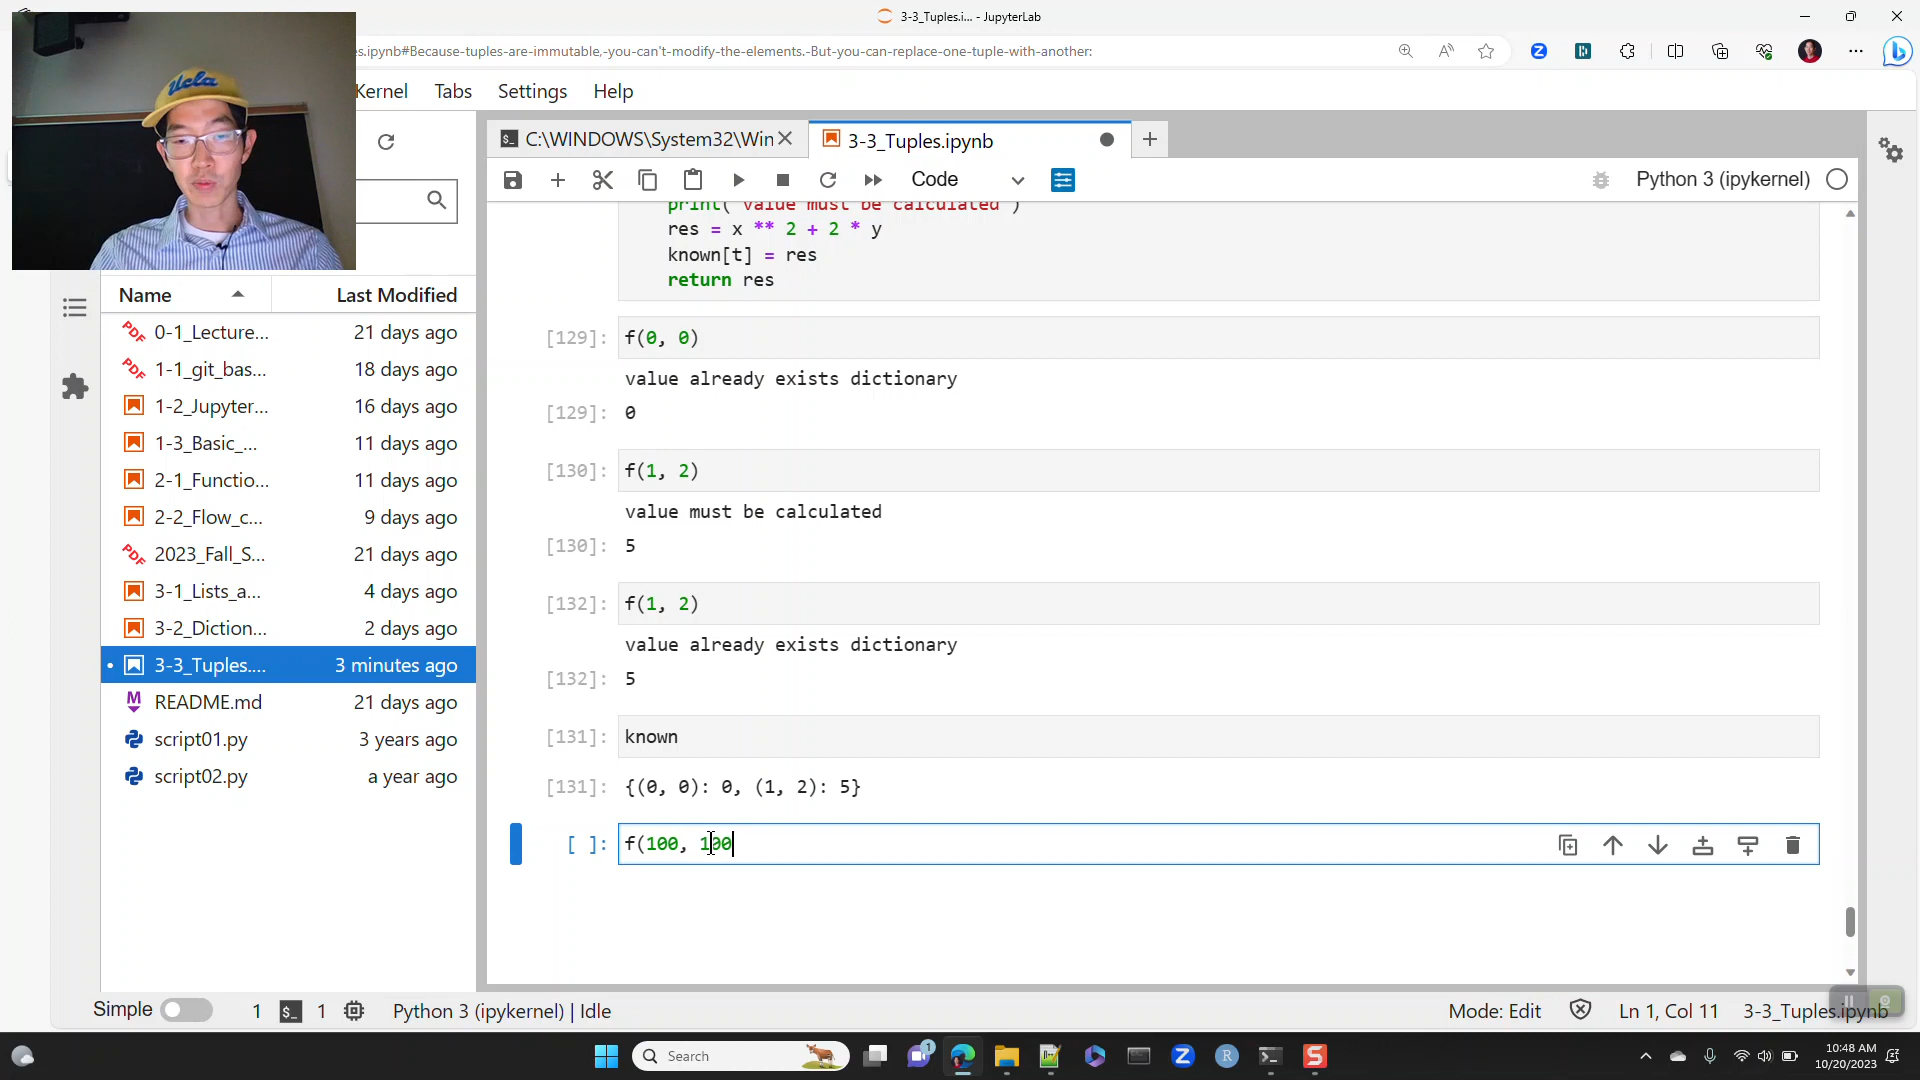 3-3_Tuples.i... - JupyterLab
es.ipynb#Because-tuples-are-immutable,-you-can't-modify-the-elements.-But-you-can-replace-one-tuple-with-another:
Ucla
Kernel Tabs Settings Help
C:\WINDOWS\System32\Win
3-3_Tuples.ipynb
Code
Python 3 (ipykernel)
print("value must be calculated")
res = x ** 2 + 2 * y
known[t] = res
return res
Name Last Modified
0-1_Lecture... 21 days ago
1-1_git_bas... 18 days ago
1-2_Jupyter... 16 days ago
1-3_Basic_... 11 days ago
2-1_Functio... 11 days ago
2-2_Flow_c... 9 days ago
2023_Fall_S... 21 days ago
3-1_Lists_a... 4 days ago
3-2_Diction... 2 days ago
3-3_Tuples.... 3 minutes ago
README.md 21 days ago
script01.py 3 years ago
script02.py a year ago
[129]: f(0, 0)
value already exists dictionary
[129]: 0
[130]: f(1, 2)
value must be calculated
[130]: 5
[132]: f(1, 2)
value already exists dictionary
[132]: 5
[131]: known
[131]: {(0, 0): 0, (1, 2): 5}
[ ]: f(100, 100
Simple 1 $_ 1 Python 3 (ipykernel) | Idle
Mode: Edit Ln 1, Col 11 3-3_Tuples.ipynb
Search
1
10:48 AM
10/20/2023